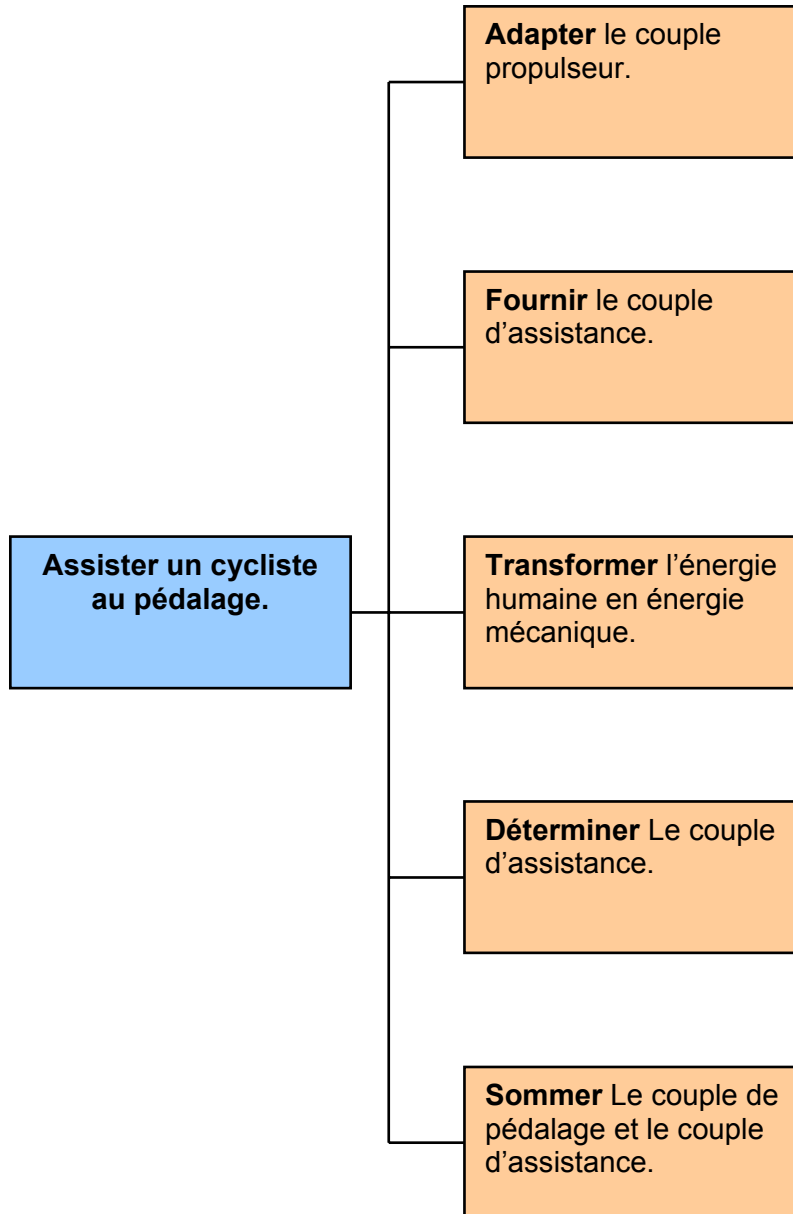 Adapter le couple
propulseur.
Fournir le couple
d’assistance.
Assister un cycliste
au pédalage.
Transformer l’énergie
humaine en énergie
mécanique.
Déterminer Le couple
d’assistance.
Sommer Le couple de
pédalage et le couple
d’assistance.